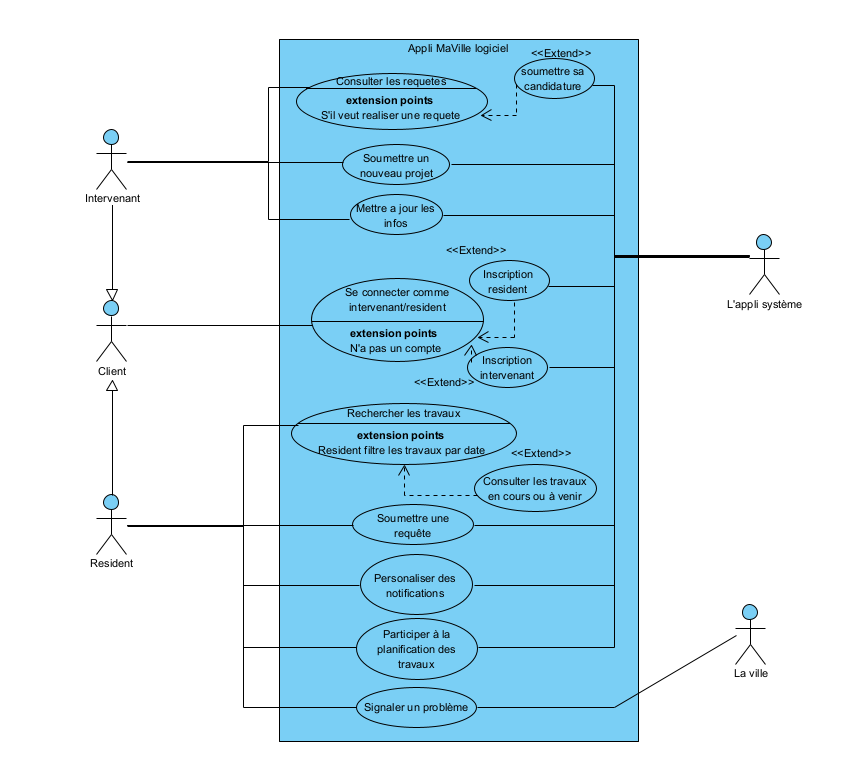 Appli MaVille logiciel
<<Extend>>
soumettre sa
candidature
Consulter les requetes
extension points
S'il veut realiser une requete
Intervenant
Soumettre un
nouveau projet
Mettre a jour les
infos
L'appli système
<<Extend>>
Inscription
resident
Se connecter comme
intervenant/resident
extension points
N'a pas un compte
Client
Inscription
intervenant
<<Extend>>
Rechercher les travaux
extension points
Resident filtre les travaux par date
<<Extend>>
Consulter les travaux
en cours ou à venir
Resident
Soumettre une
requête
Personaliser des
notifications
Participer à la
planification des
travaux
La ville
Signaler un problème